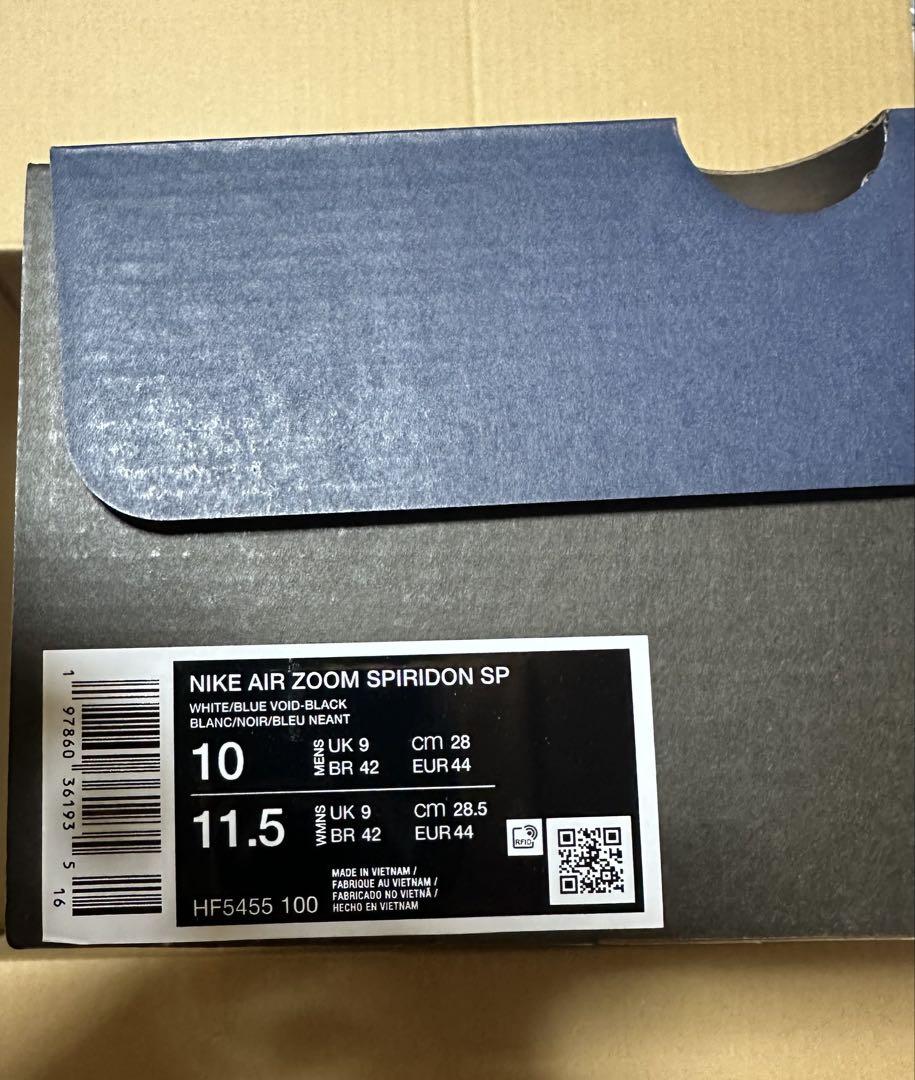 NIKE AIR ZOOM SPIRIDON SP
WHITE/BLUE VOID-BLACK
BLANC/NOIR/BLEU NEANT
10 MENS UK 9 cm 28
BR 42 EUR 44
11.5 WMNS UK 9 cm 28.5
BR 42 EUR 44
RFID
MADE IN VIETNAM /
FABRIQUE AU VIETNAM /
FABRICADO NO VIETNÃ /
HECHO EN VIETNAM
HF5455 100
1 97860 36193 5 16